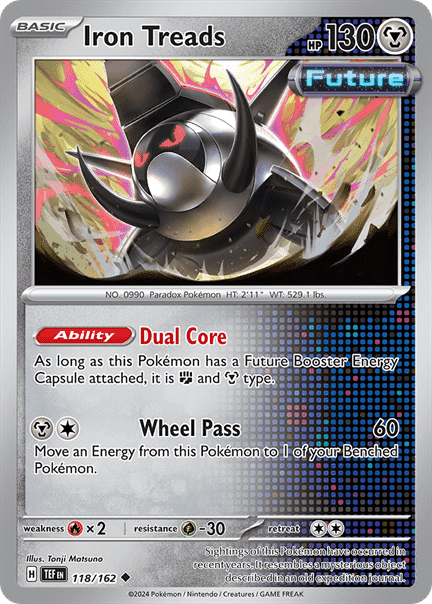 BASIC Iron Treads HP 130
Future
NO. 0990 Paradox Pokémon HT: 2'11" WT: 529.1 lbs.
Ability Dual Core
As long as this Pokémon has a Future Booster Energy
Capsule attached, it is and type.
Wheel Pass 60
Move an Energy from this Pokémon to 1 of your Benched
Pokémon.
weakness ×2 resistance -30 retreat
Illus. Tonji Matsuno
H TEF EN 118/162
Sightings of this Pokémon have occurred
in recent years. It resembles a mysterious object
described in an old expedition journal.
©2024 Pokémon / Nintendo / Creatures / GAME FREAK